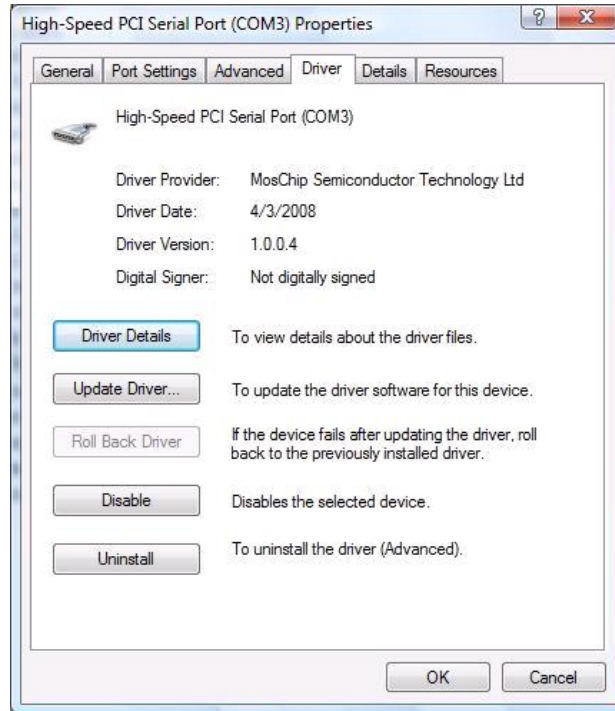 High-Speed PCI Serial Port (COM3) Properties
General Port Settings Advanced Driver Details Resources
High-Speed PCI Serial Port (COM3)
Driver Provider: MosChip Semiconductor Technology Ltd
Driver Date: 4/3/2008
Driver Version: 1.0.0.4
Digital Signer: Not digitally signed
Driver Details To view details about the driver files.
Update Driver... To update the driver software for this device.
Roll Back Driver If the device fails after updating the driver, roll
back to the previously installed driver.
Disable Disables the selected device.
Uninstall To uninstall the driver (Advanced).
OK Cancel